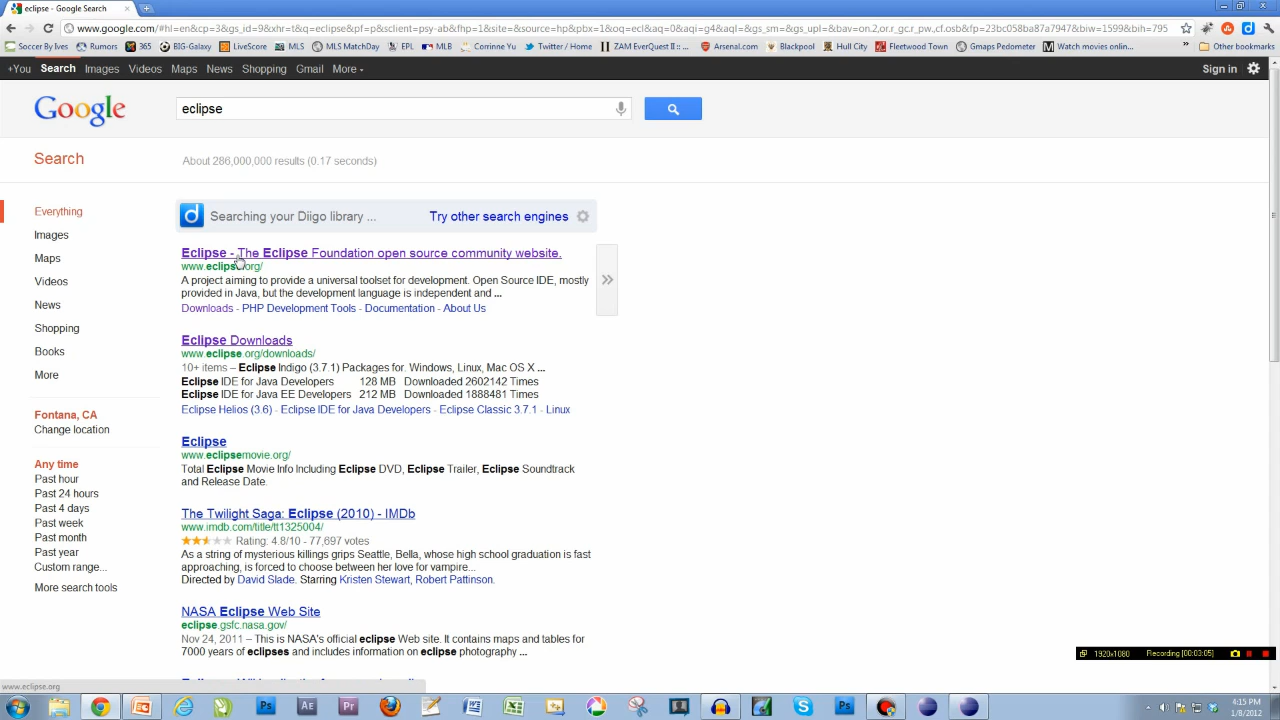 eclipse - Google Search
www.google.com/#hl=en&cp=3&gs_id=9&xhr=t&q=eclipse&pf=p&sclient=psy-ab&fhp=1&site=&source=hp&pbx=1&oq=ecl&aq=0&aqi=g4&aql=&gs_sm=&gs_upl=&bav=on.2,or.r_gc.r_pw.,cf.osb&fp=23bc058ba87a7947&biw=1599&bih=795
Soccer By Ives Rumors 365 BIG-Galaxy LiveScore MLS MLS MatchDay EPL MLB Corinne Yu Twitter / Home ZAM EverQuest II :: ... Arsenal.com Blackpool Hull City Fleetwood Town Gmaps Pedometer Watch movies onlin... » Other bookmarks
+You Search Images Videos Maps News Shopping Gmail More Sign in
Google
eclipse
Search
About 286,000,000 results (0.17 seconds)
Everything
Images
Maps
Videos
News
Shopping
Books
More
Fontana, CA
Change location
Any time
Past hour
Past 24 hours
Past 4 days
Past week
Past month
Past year
Custom range...
More search tools
d Searching your Diigo library ... Try other search engines
Eclipse - The Eclipse Foundation open source community website.
www.eclipse.org/
A project aiming to provide a universal toolset for development. Open Source IDE, mostly
provided in Java, but the development language is independent and ...
Downloads - PHP Development Tools - Documentation - About Us
»
Eclipse Downloads
www.eclipse.org/downloads/
10+ items – Eclipse Indigo (3.7.1) Packages for. Windows, Linux, Mac OS X ...
Eclipse IDE for Java Developers 128 MB Downloaded 2602142 Times
Eclipse IDE for Java EE Developers 212 MB Downloaded 1888481 Times
Eclipse Helios (3.6) - Eclipse IDE for Java Developers - Eclipse Classic 3.7.1 - Linux
Eclipse
www.eclipsemovie.org/
Total Eclipse Movie Info Including Eclipse DVD, Eclipse Trailer, Eclipse Soundtrack
and Release Date.
The Twilight Saga: Eclipse (2010) - IMDb
www.imdb.com/title/tt1325004/
Rating: 4.8/10 - 77,697 votes
As a string of mysterious killings grips Seattle, Bella, whose high school graduation is fast
approaching, is forced to choose between her love for vampire...
Directed by David Slade. Starring Kristen Stewart, Robert Pattinson.
NASA Eclipse Web Site
eclipse.gsfc.nasa.gov/
Nov 24, 2011 – This is NASA's official eclipse Web site. It contains maps and tables for
7000 years of eclipses and includes information on eclipse photography ...
1920x1080 Recording [00:03:05]
www.eclipse.org
Ps Ae Pr Ps
4:15 PM
1/8/2012